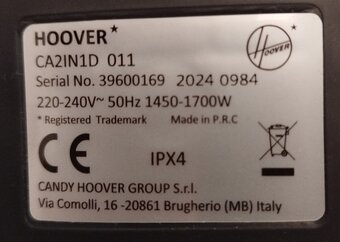 HOOVER*
HOOVER
CA2IN1D 011
Serial No. 39600169 2024 0984
220-240V~ 50Hz 1450-1700W
* Registered Trademark Made in P.R.C
CE IPX4
CANDY HOOVER GROUP S.r.l.
Via Comolli, 16 -20861 Brugherio (MB) Italy